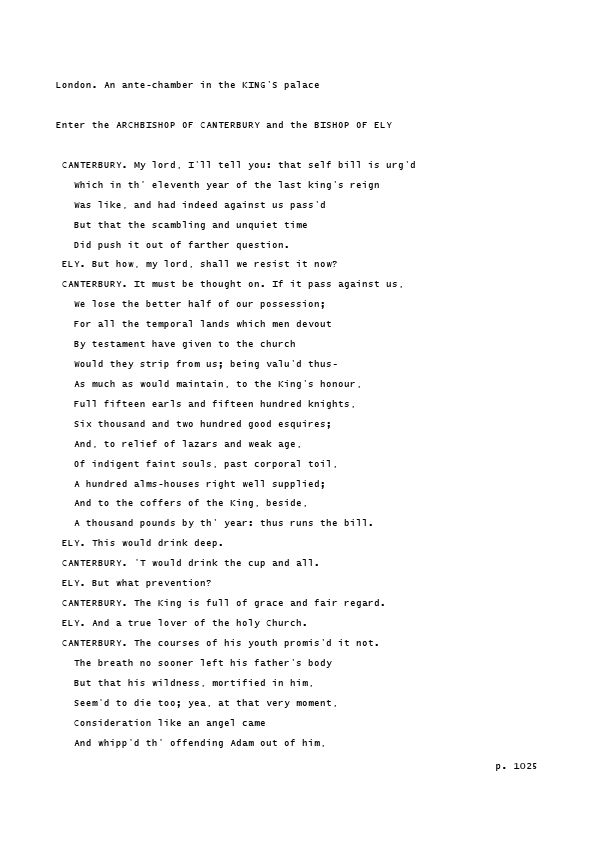 London. An ante-chamber in the KING'S palace
Enter the ARCHBISHOP OF CANTERBURY and the BISHOP OF ELY
CANTERBURY. My lord, I'll tell you: that self bill is urg'd
Which in th' eleventh year of the last king's reign
Was like, and had indeed against us pass'd
But that the scambling and unquiet time
Did push it out of farther question.
ELY. But how, my lord, shall we resist it now?
CANTERBURY. It must be thought on. If it pass against us,
We lose the better half of our possession;
For all the temporal lands which men devout
By testament have given to the church
Would they strip from us; being valu'd thus-
As much as would maintain, to the King's honour,
Full fifteen earls and fifteen hundred knights,
Six thousand and two hundred good esquires;
And, to relief of lazars and weak age,
Of indigent faint souls, past corporal toil,
A hundred alms-houses right well supplied;
And to the coffers of the King, beside,
A thousand pounds by th' year: thus runs the bill.
ELY. This would drink deep.
CANTERBURY. 'T would drink the cup and all.
ELY. But what prevention?
CANTERBURY. The King is full of grace and fair regard.
ELY. And a true lover of the holy Church.
CANTERBURY. The courses of his youth promis'd it not.
The breath no sooner left his father's body
But that his wildness, mortified in him,
Seem'd to die too; yea, at that very moment,
Consideration like an angel came
And whipp'd th' offending Adam out of him,
p. 1025